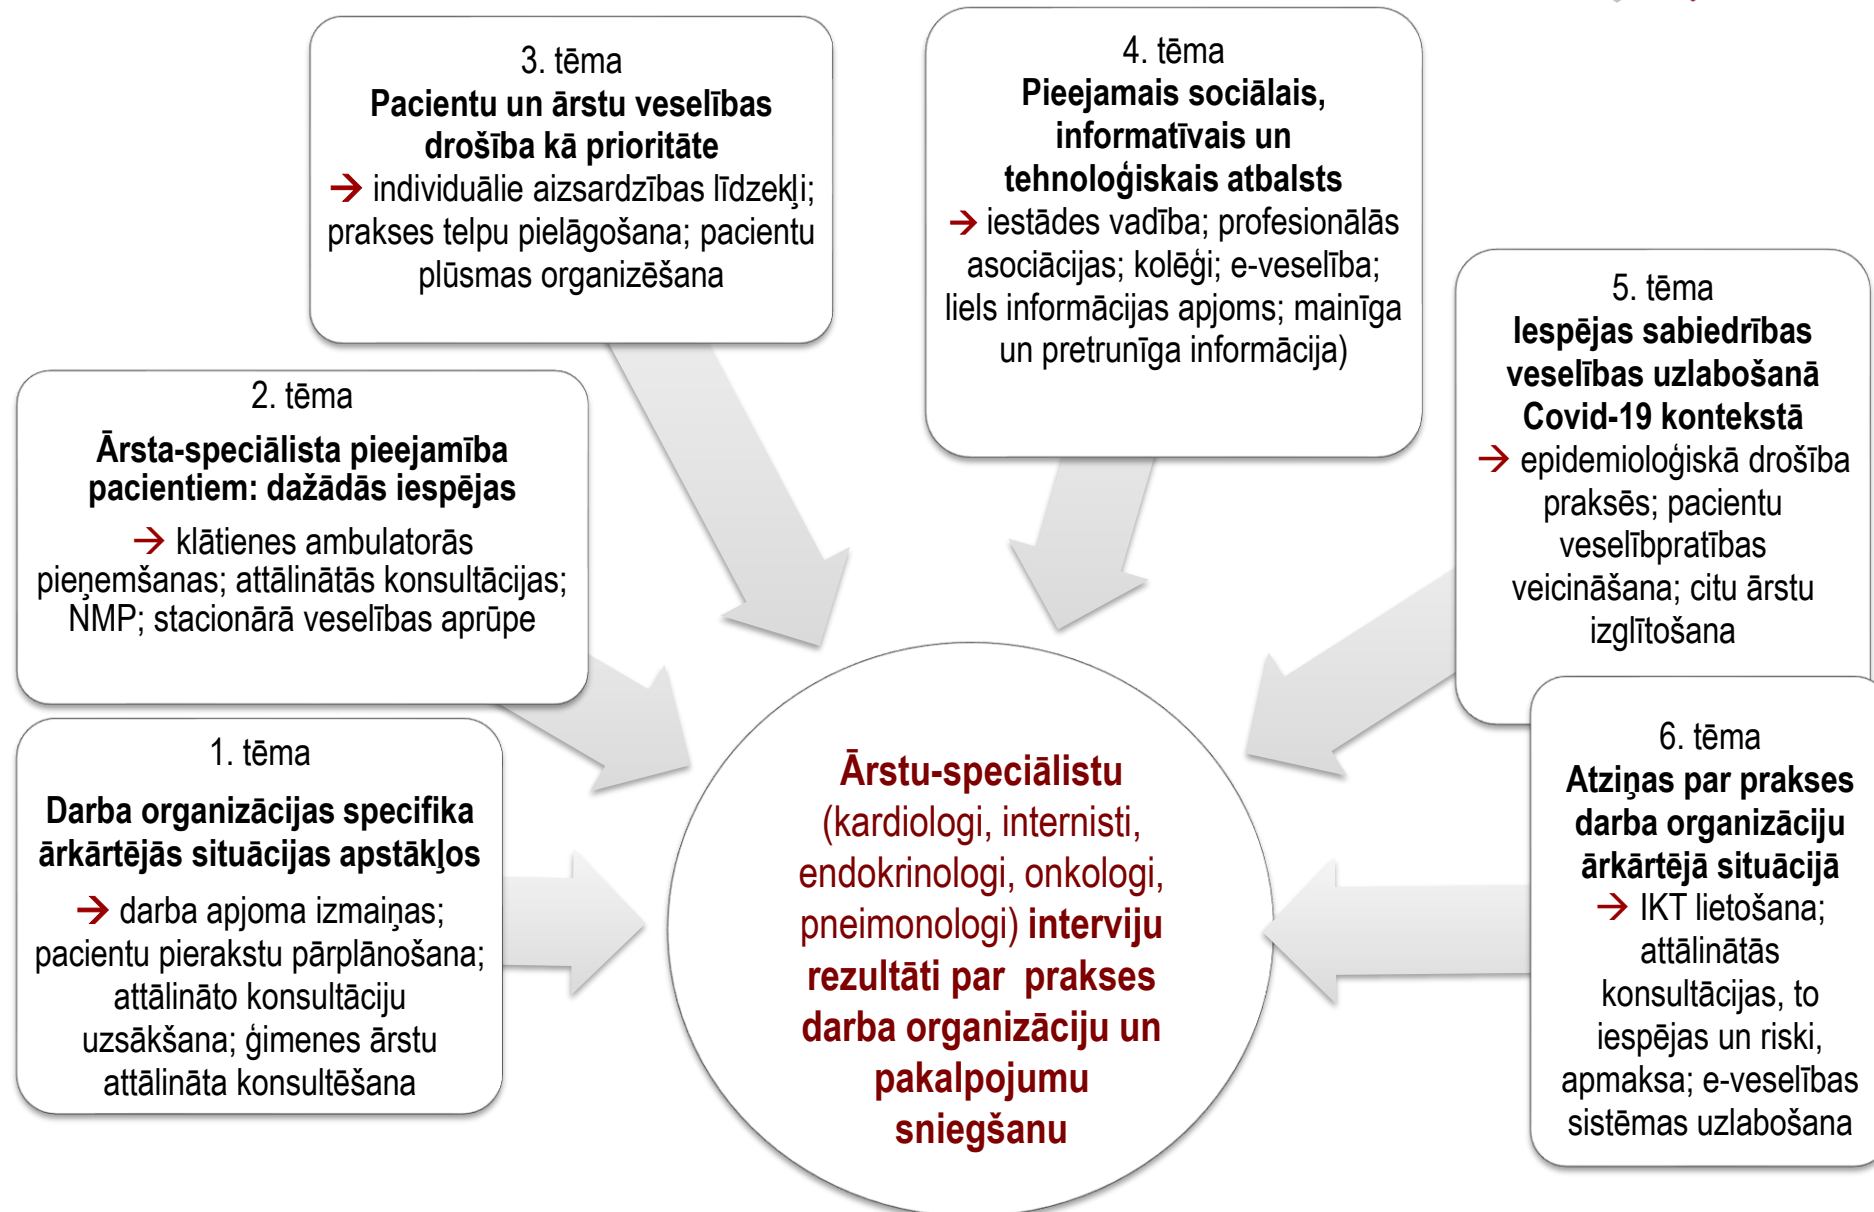 3. tēma
Pacientu un ārstu veselības
drošība kā prioritāte
→ individuālie aizsardzības līdzekļi;
prakses telpu pielāgošana; pacientu
plūsmas organizēšana
4. tēma
Pieejamais sociālais,
informatīvais un
tehnoloģiskais atbalsts
→ iestādes vadība; profesionālās
asociācijas; kolēģi; e-veselība;
liels informācijas apjoms; mainīga
un pretrunīga informācija)
5. tēma
Iespējas sabiedrības
veselības uzlabošanā
Covid-19 kontekstā
→ epidemioloģiskā drošība
praksēs; pacientu
veselībpratības
veicināšana; citu ārstu
izglītošana
2. tēma
Ārsta-speciālista pieejamība
pacientiem: dažādās iespējas
→ klātienes ambulatorās
pieņemšanas; attālinātās konsultācijas;
NMP; stacionārā veselības aprūpe
1. tēma
Darba organizācijas specifika
ārkārtējās situācijas apstākļos
→ darba apjoma izmaiņas;
pacientu pierakstu pārplānošana;
attālināto konsultāciju
uzsākšana; ģimenes ārstu
attālināta konsultēšana
Ārstu-speciālistu
(kardiologi, internisti,
endokrinologi, onkologi,
pneimonologi) interviju
rezultāti par prakses
darba organizāciju un
pakalpojumu
sniegšanu
6. tēma
Atziņas par prakses
darba organizāciju
ārkārtējā situācijā
→ IKT lietošana;
attālinātās
konsultācijas, to
iespējas un riski,
apmaksa; e-veselības
sistēmas uzlabošana